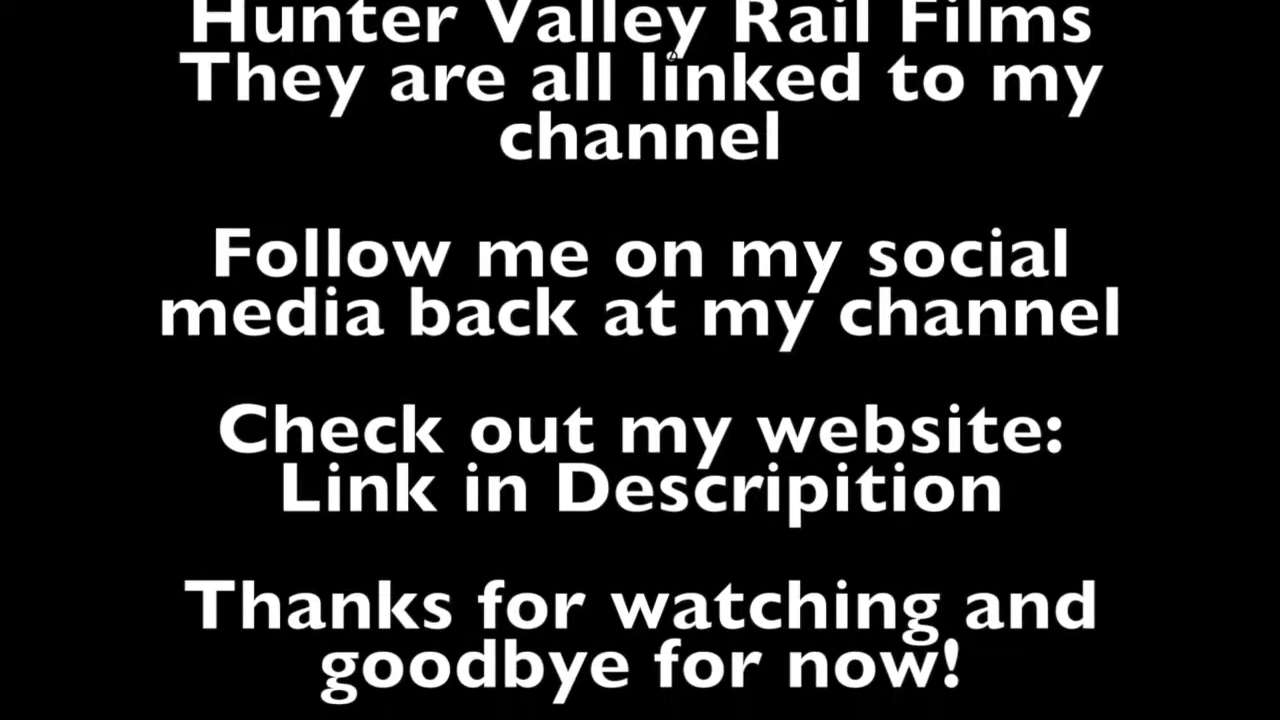 Hunter Valley Rail Films
They are all linked to my
channel
Follow me on my social
media back at my channel
Check out my website:
Link in Descripition
Thanks for watching and
goodbye for now!